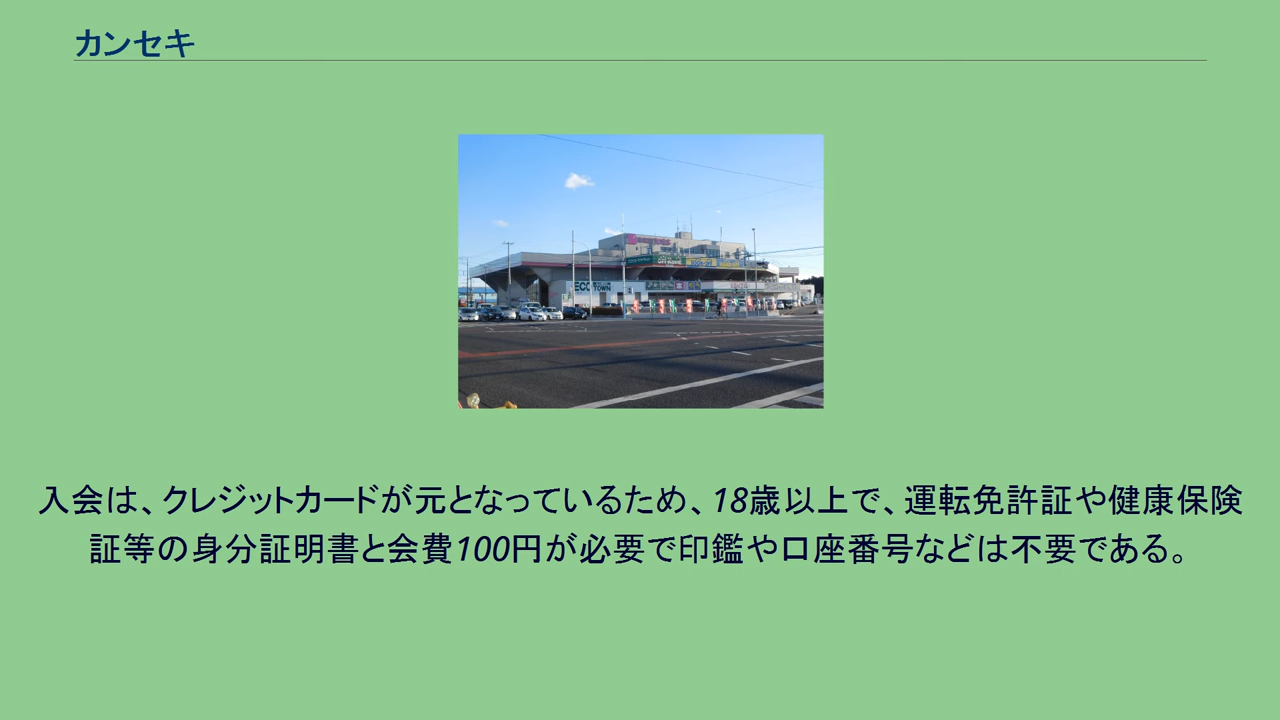 カンセキ
ECO TOWN
入会は、クレジットカードが元となっているため、18歳以上で、運転免許証や健康保険
証等の身分証明書と会費100円が必要で印鑑や口座番号などは不要である。